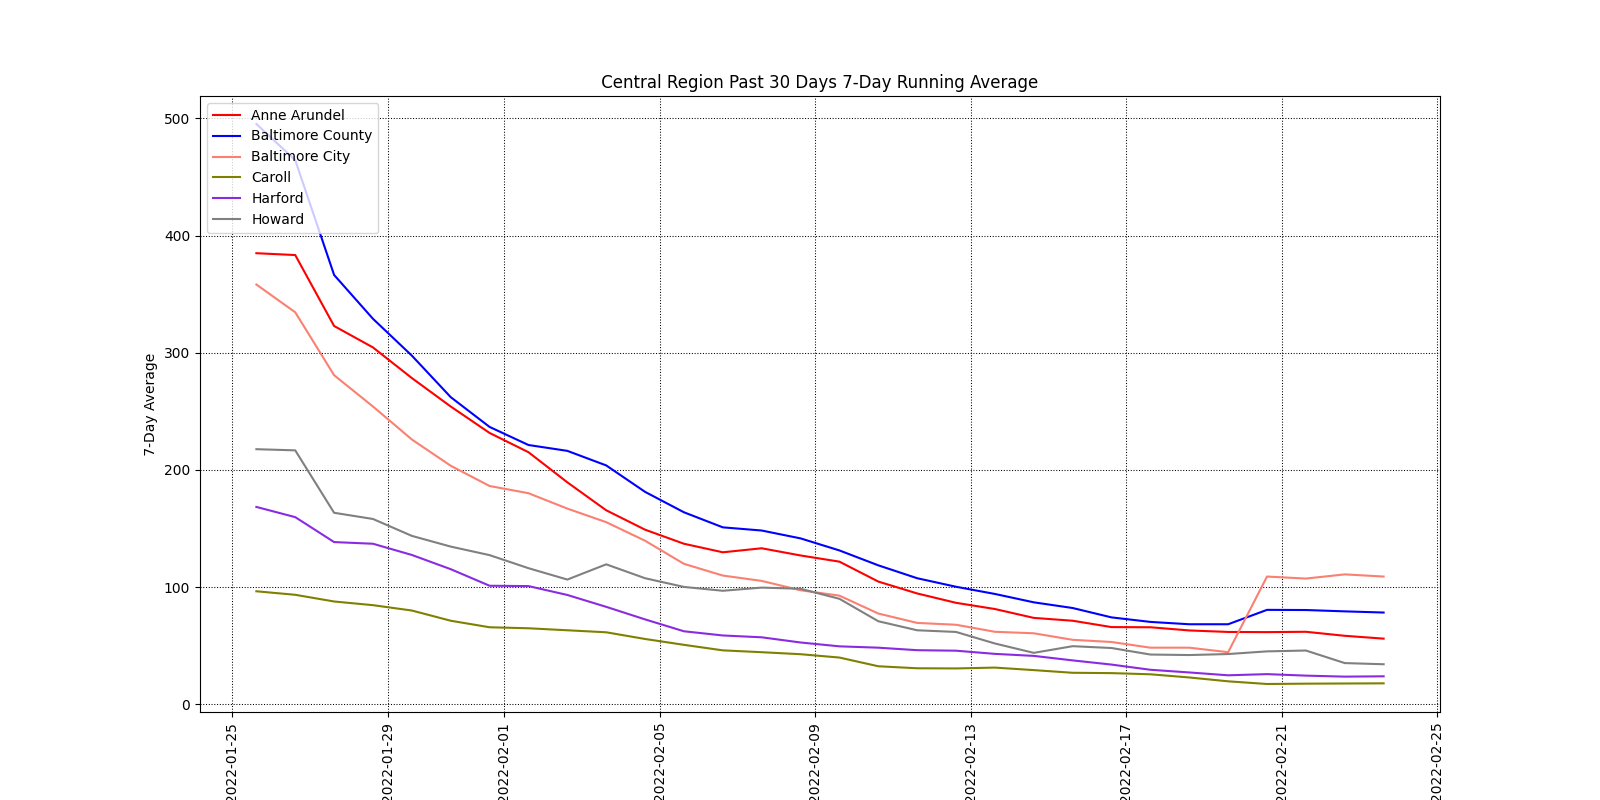 Central Region Past 30 Days 7-Day Running Average
500
400
300
200
100
0
7-Day Average
Anne Arundel
Baltimore County
Baltimore City
Caroll
Harford
Howard
2022-01-25
2022-01-29
2022-02-01
2022-02-05
2022-02-09
2022-02-13
2022-02-17
2022-02-21
2022-02-25